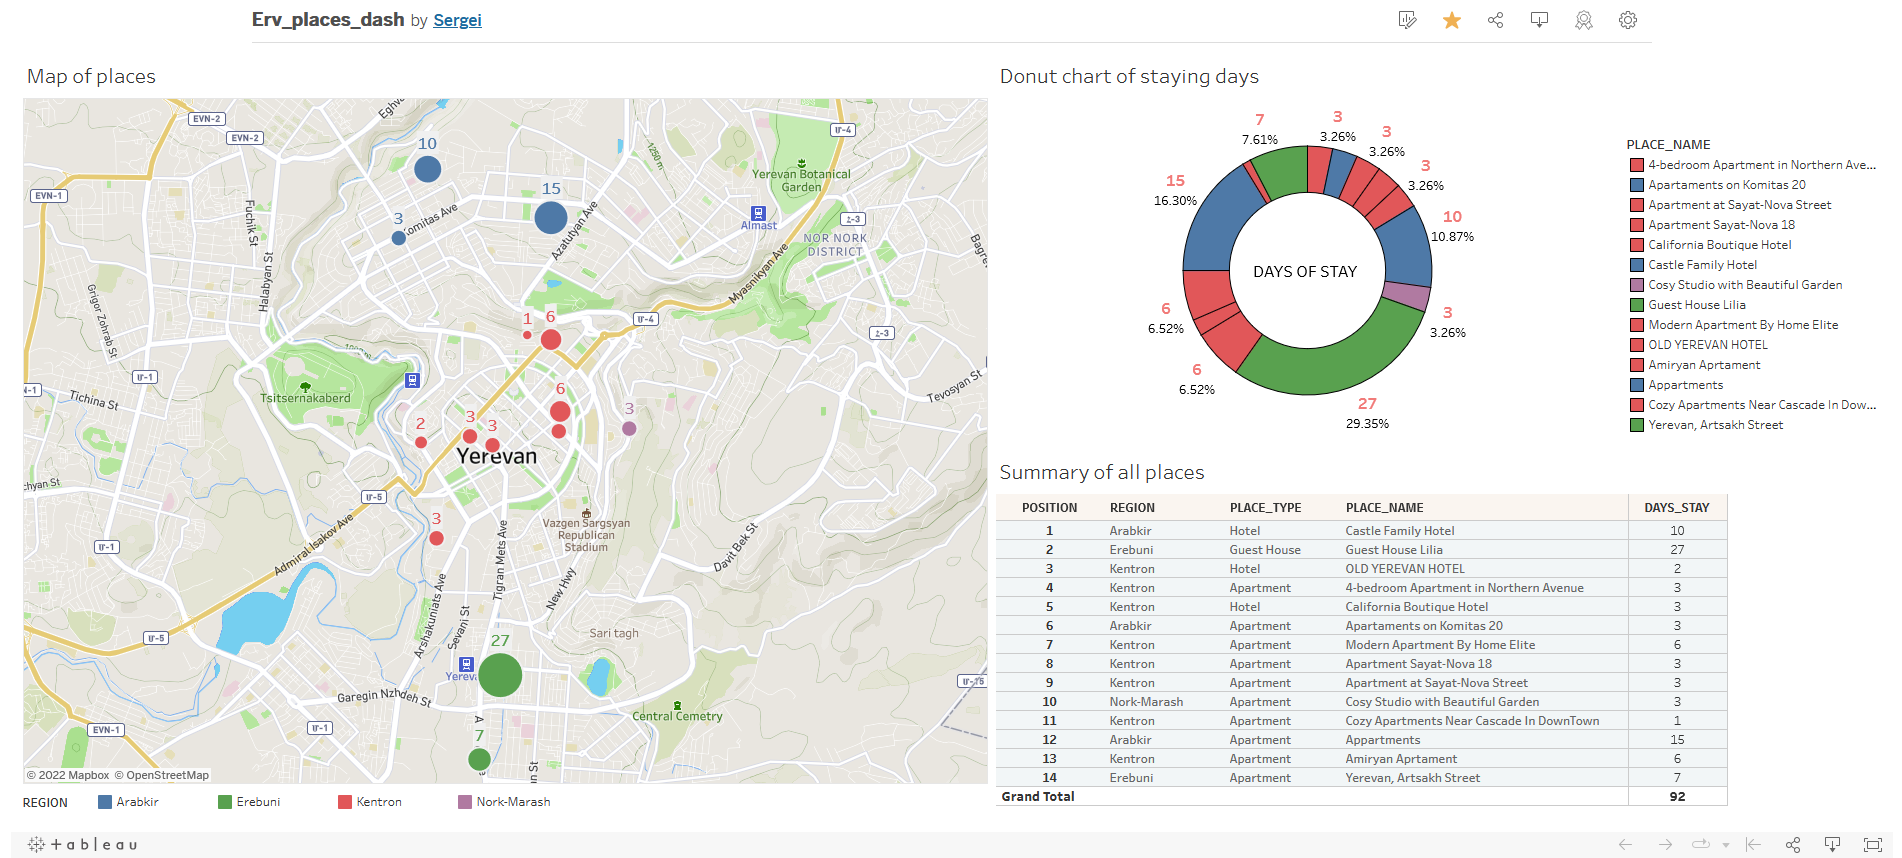 Erv_places_dash by Sergei
Map of places
EVN-2
EVN-2
Eghv
10
1250 m
Yerevan Botanical
Garden
EVN-1
Fuchik St
3
Komitas Ave
15
Azatutyan Ave
Almast
NOR NORK
DISTRICT
Halabyan St
Grigor Zohrab St
Myasnikyan Ave
1
6
Tsitsernakaberd
Tichina St
Tevosyan St
2
3
3
6
3
Yerevan
chyan St
3
Vazgen Sargsyan
Republican
Stadium
Admiral Isakov Ave
Tigran Mets Ave
Davit Bek St
New Hwy
Arshakuniats Ave
Sevani St
Sari tagh
27
Yerev
Garegin Nzhdeh St
Central Cemetry
A
7
n St
EVN-1
© 2022 Mapbox © OpenStreetMap
REGION Arabkir Erebuni Kentron Nork-Marash
Donut chart of staying days
7
7.61%
3
3.26%
3
3.26%
3
3.26%
10
10.87%
3
3.26%
27
29.35%
6
6.52%
6
6.52%
15
16.30%
DAYS OF STAY
PLACE_NAME
4-bedroom Apartment in Northern Ave...
Apartaments on Komitas 20
Apartment at Sayat-Nova Street
Apartment Sayat-Nova 18
California Boutique Hotel
Castle Family Hotel
Cosy Studio with Beautiful Garden
Guest House Lilia
Modern Apartment By Home Elite
OLD YEREVAN HOTEL
Amiryan Aprtament
Appartments
Cozy Apartments Near Cascade In Dow...
Yerevan, Artsakh Street
Summary of all places
POSITION REGION PLACE_TYPE PLACE_NAME DAYS_STAY
1 Arabkir Hotel Castle Family Hotel 10
2 Erebuni Guest House Guest House Lilia 27
3 Kentron Hotel OLD YEREVAN HOTEL 2
4 Kentron Apartment 4-bedroom Apartment in Northern Avenue 3
5 Kentron Hotel California Boutique Hotel 3
6 Arabkir Apartment Apartaments on Komitas 20 3
7 Kentron Apartment Modern Apartment By Home Elite 6
8 Kentron Apartment Apartment Sayat-Nova 18 3
9 Kentron Apartment Apartment at Sayat-Nova Street 3
10 Nork-Marash Apartment Cosy Studio with Beautiful Garden 3
11 Kentron Apartment Cozy Apartments Near Cascade In DownTown 1
12 Arabkir Apartment Appartments 15
13 Kentron Apartment Amiryan Aprtament 6
14 Erebuni Apartment Yerevan, Artsakh Street 7
Grand Total 92
+ableau